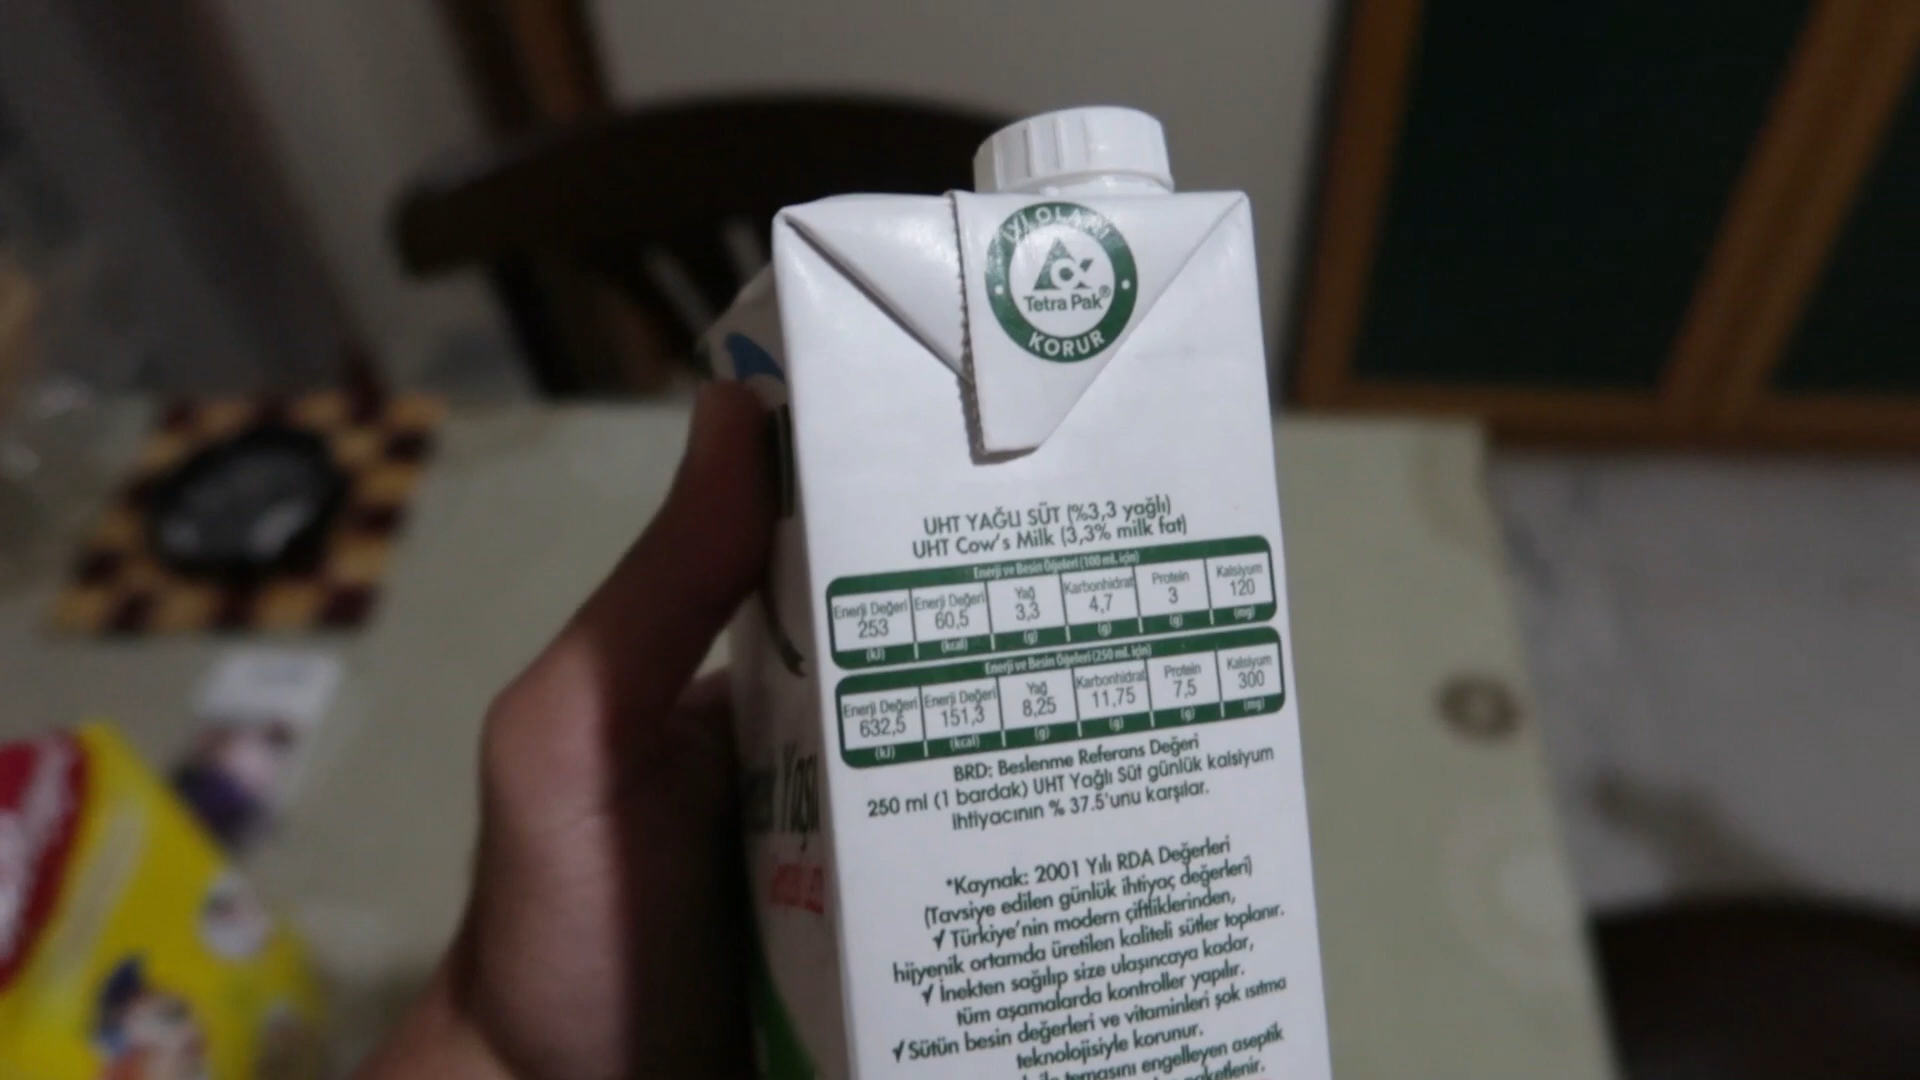 İYİ OLANI
Tetra Pak®
KORUR
UHT YAĞLI SÜT (%3,3 yağlı)
UHT Cow's Milk (3,3% milk fat)
Enerji ve Besin Öğeleri (100 ml. için)
Enerji Değeri Enerji Değeri Yağ Karbonhidrat Protein Kalsiyum
253 60,5 3,3 4,7 3 120
(kJ) (kcal) (g) (g) (g) (mg)
Enerji ve Besin Öğeleri (250 ml. için)
Enerji Değeri Enerji Değeri Yağ Karbonhidrat Protein Kalsiyum
632,5 151,3 8,25 11,75 7,5 300
(kJ) (kcal) (g) (g) (g) (mg)
BRD: Beslenme Referans Değeri
250 ml (1 bardak) UHT Yağlı Süt günlük kalsiyum
ihtiyacının % 37.5'unu karşılar.
*Kaynak: 2001 Yılı RDA Değerleri
(Tavsiye edilen günlük ihtiyaç değerleri)
√ Türkiye'nin modern çiftliklerinden,
hijyenik ortamda üretilen kaliteli sütler toplanır.
√ İnekten sağılıp size ulaşıncaya kadar,
tüm aşamalarda kontroller yapılır.
√ Sütün besin değerleri ve vitaminleri şok ısıtma
teknolojisiyle korunur.
temasını engelleyen aseptik